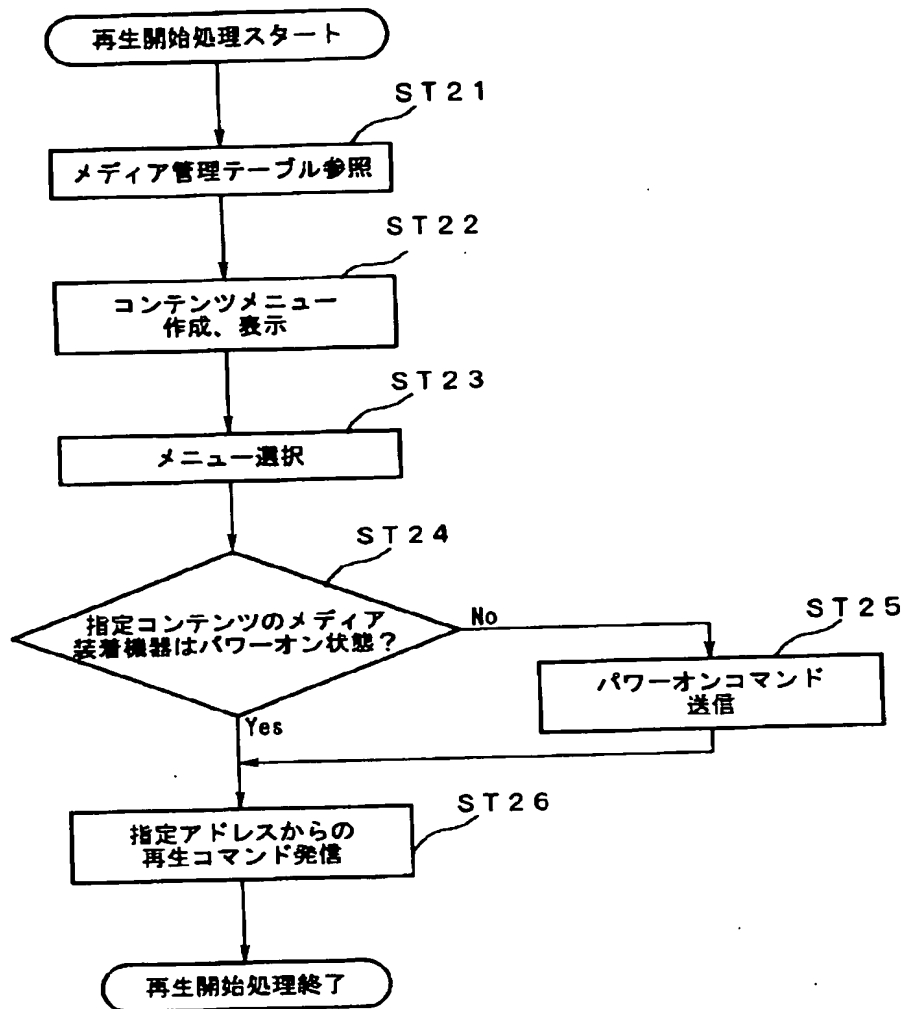 再生開始処理スタート
ST21
メディア管理テーブル参照
ST22
コンテンツメニュー
作成、表示
ST23
メニュー選択
ST24
指定コンテンツのメディア
装着機器はパワーオン状態？
No
ST25
パワーオンコマンド
送信
Yes
ST26
指定アドレスからの
再生コマンド発信
再生開始処理終了